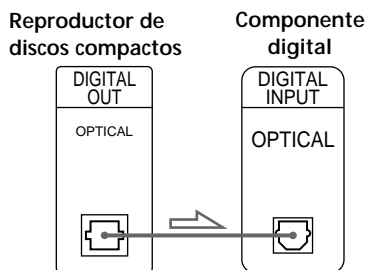 Reproductor de
discos compactos
DIGITAL
OUT
OPTICAL
Componente
digital
DIGITAL
INPUT
OPTICAL